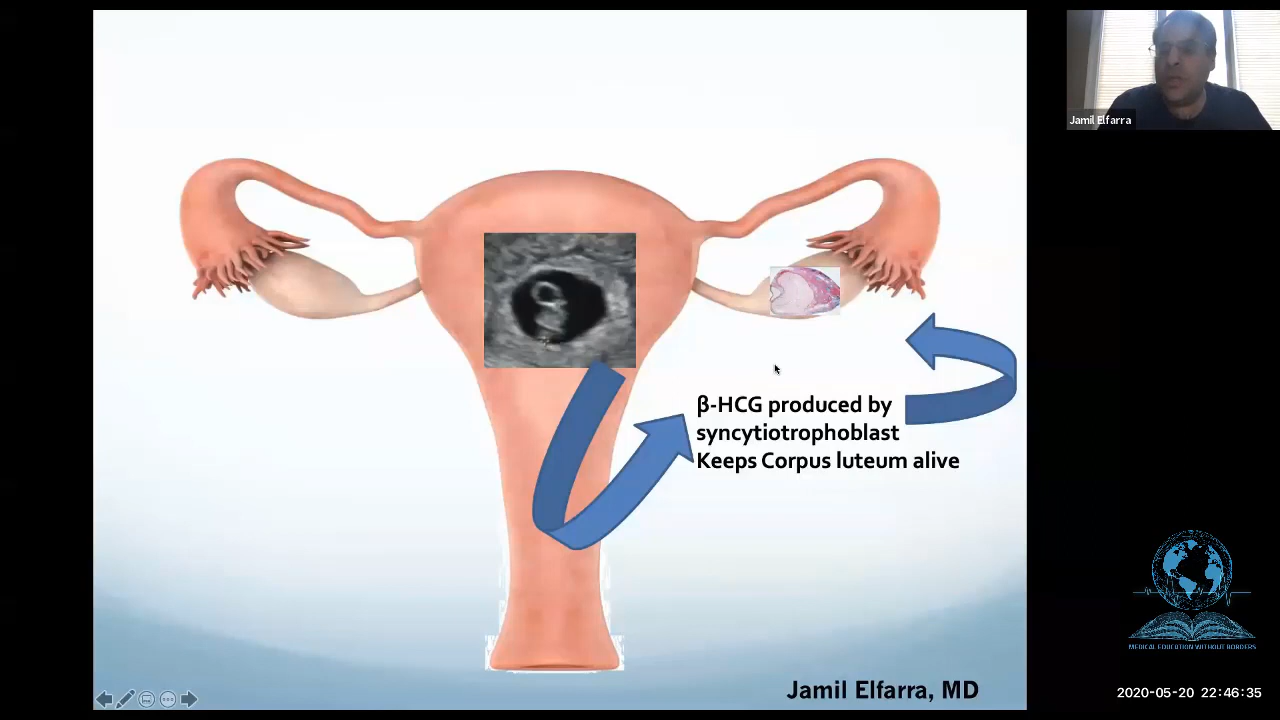 Jamil Elfarra
β-HCG produced by
syncytiotrophoblast
Keeps Corpus luteum alive
MEDICAL EDUCATION WITHOUT BORDERS
Jamil Elfarra, MD
2020-05-20 22:46:35